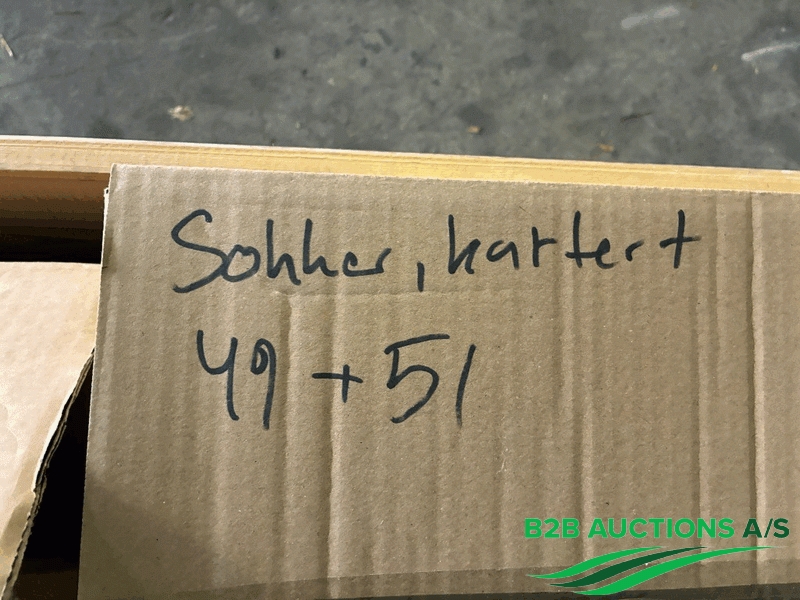 Sokker, kartert
49 + 51
B2B AUCTIONS A/S